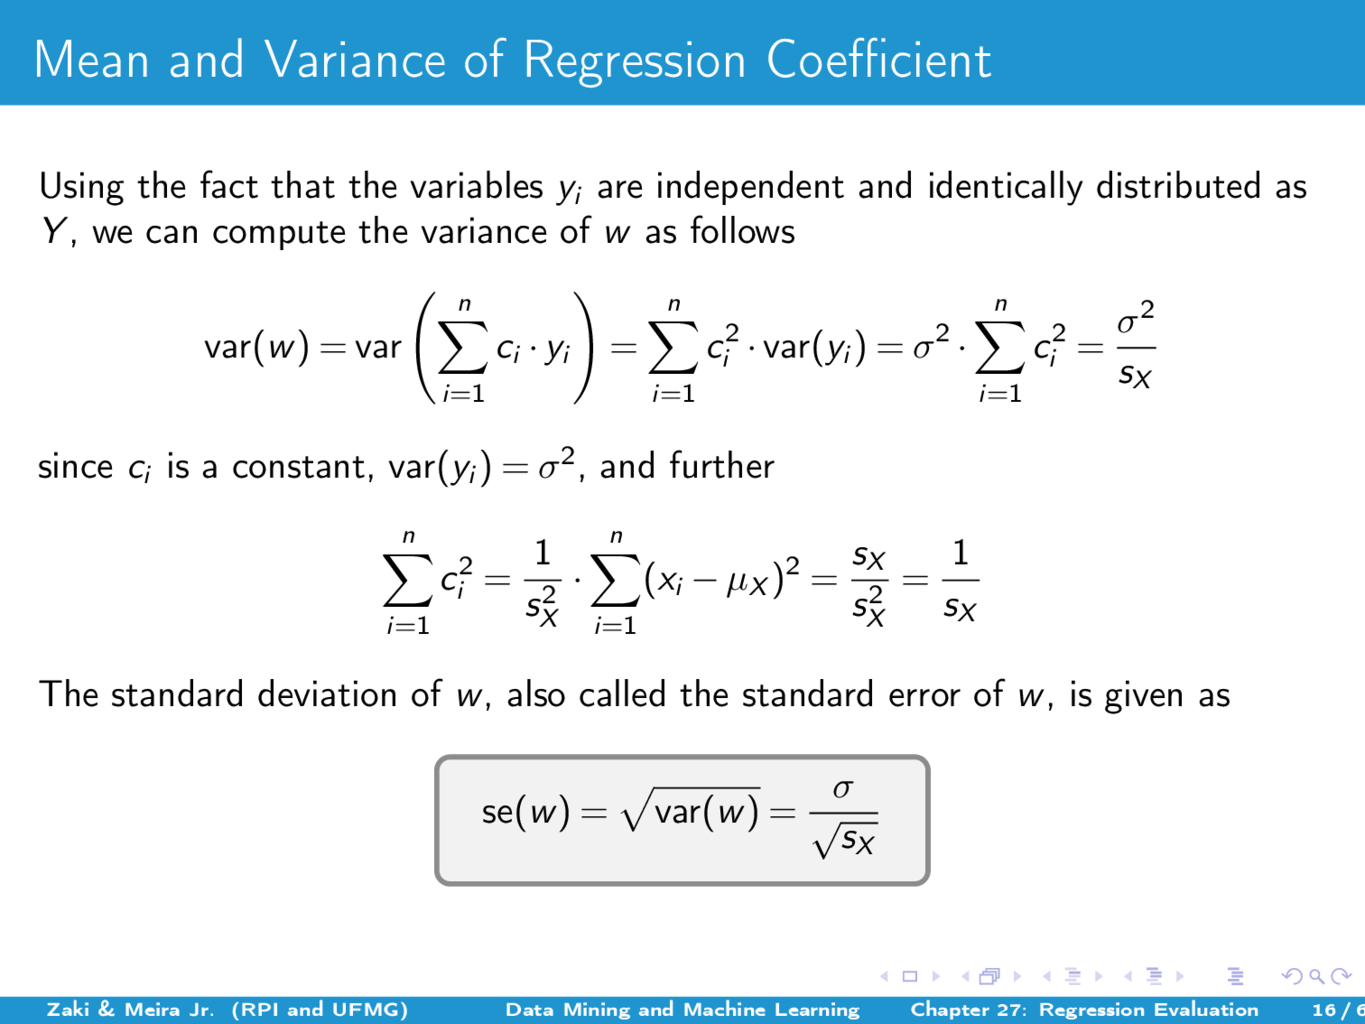 Mean and Variance of Regression Coefficient
Using the fact that the variables y_i are independent and identically distributed as
Y, we can compute the variance of w as follows
var(w) = var(∑_{i=1}^{n} c_i · y_i) = ∑_{i=1}^{n} c_i^2 · var(y_i) = σ^2 · ∑_{i=1}^{n} c_i^2 = σ^2 / s_X
since c_i is a constant, var(y_i) = σ^2, and further
∑_{i=1}^{n} c_i^2 = 1/s_X^2 · ∑_{i=1}^{n} (x_i − μ_X)^2 = s_X/s_X^2 = 1/s_X
The standard deviation of w, also called the standard error of w, is given as
se(w) = √var(w) = σ/√s_X
Zaki & Meira Jr. (RPI and UFMG) Data Mining and Machine Learning Chapter 27: Regression Evaluation 16 / 6